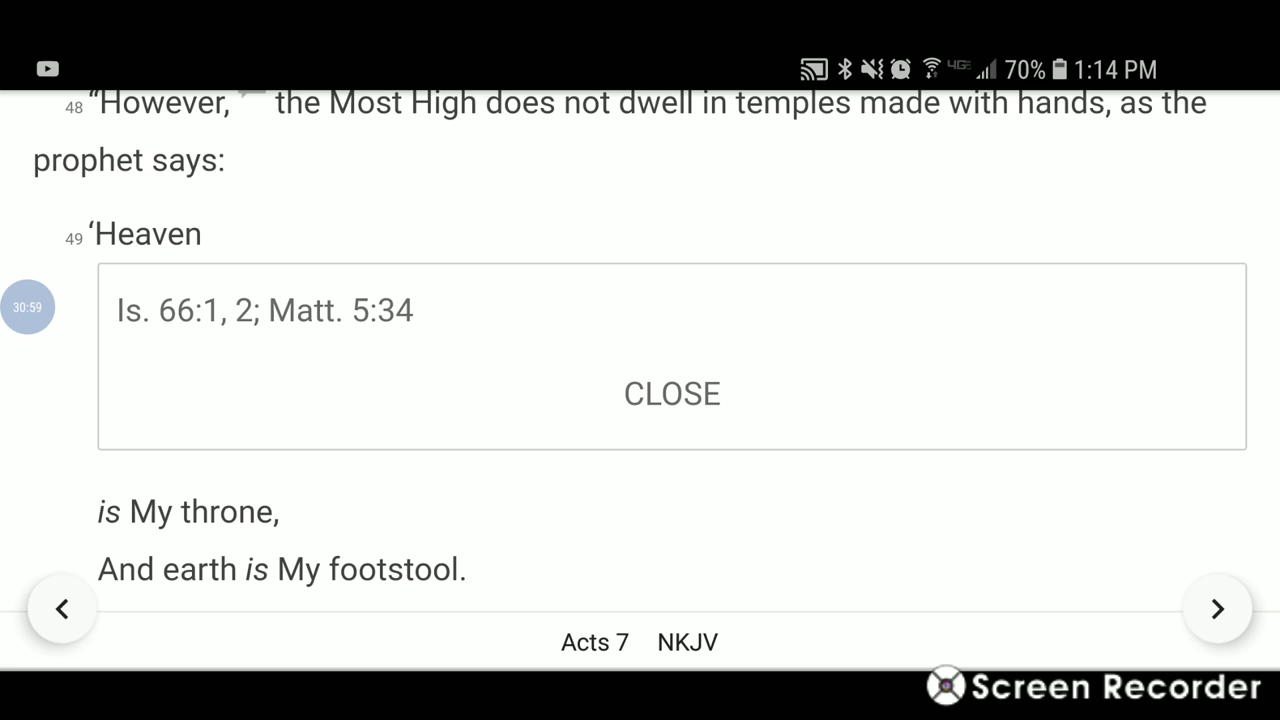 70% 1:14 PM
48 “However, the Most High does not dwell in temples made with hands, as the
prophet says:
49 ‘Heaven
30:59
Is. 66:1, 2; Matt. 5:34
CLOSE
is My throne,
And earth is My footstool.
Acts 7 NKJV
Screen Recorder